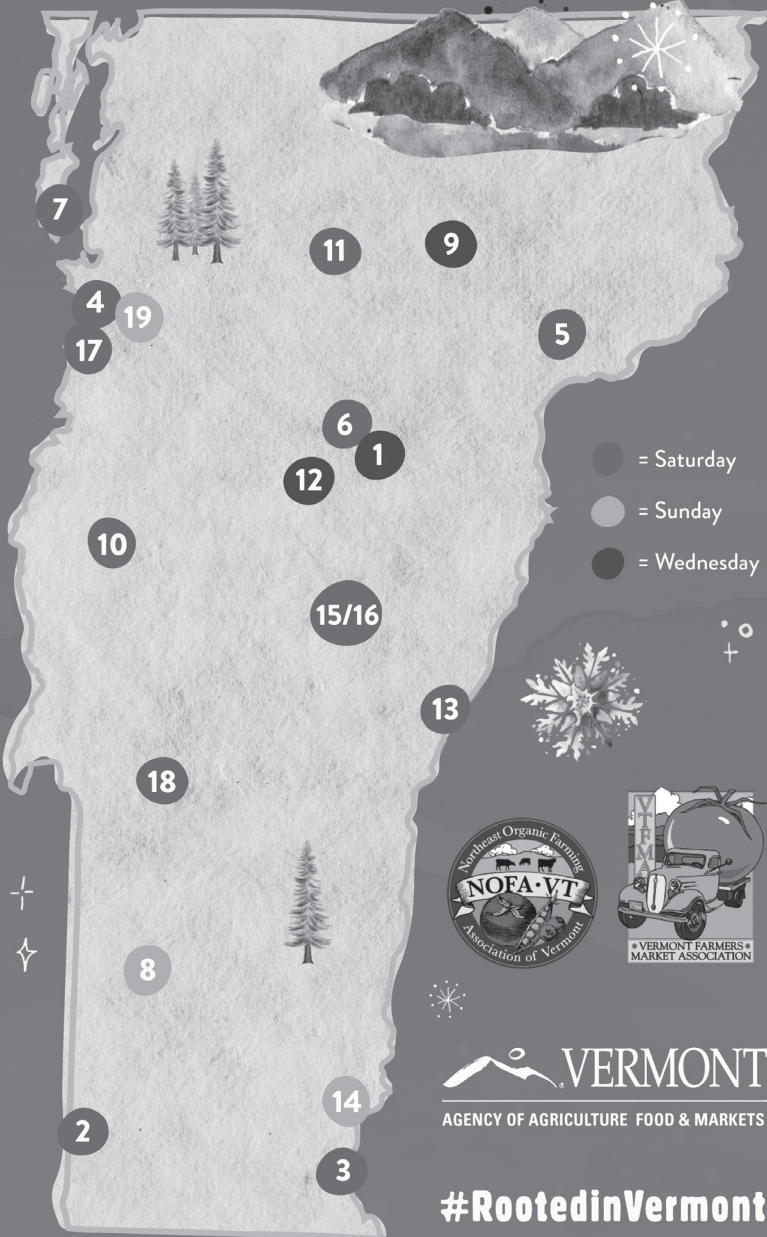 7
11
9
4
19
17
5
6
1
12
= Saturday
= Sunday
10
= Wednesday
15/16
13
18
Northeast Organic Farming
NOFA·VT
Association of Vermont
VTFMA
* VERMONT FARMERS *
MARKET ASSOCIATION
8
VERMONT
14
AGENCY OF AGRICULTURE FOOD & MARKETS
2
3
#RootedinVermont